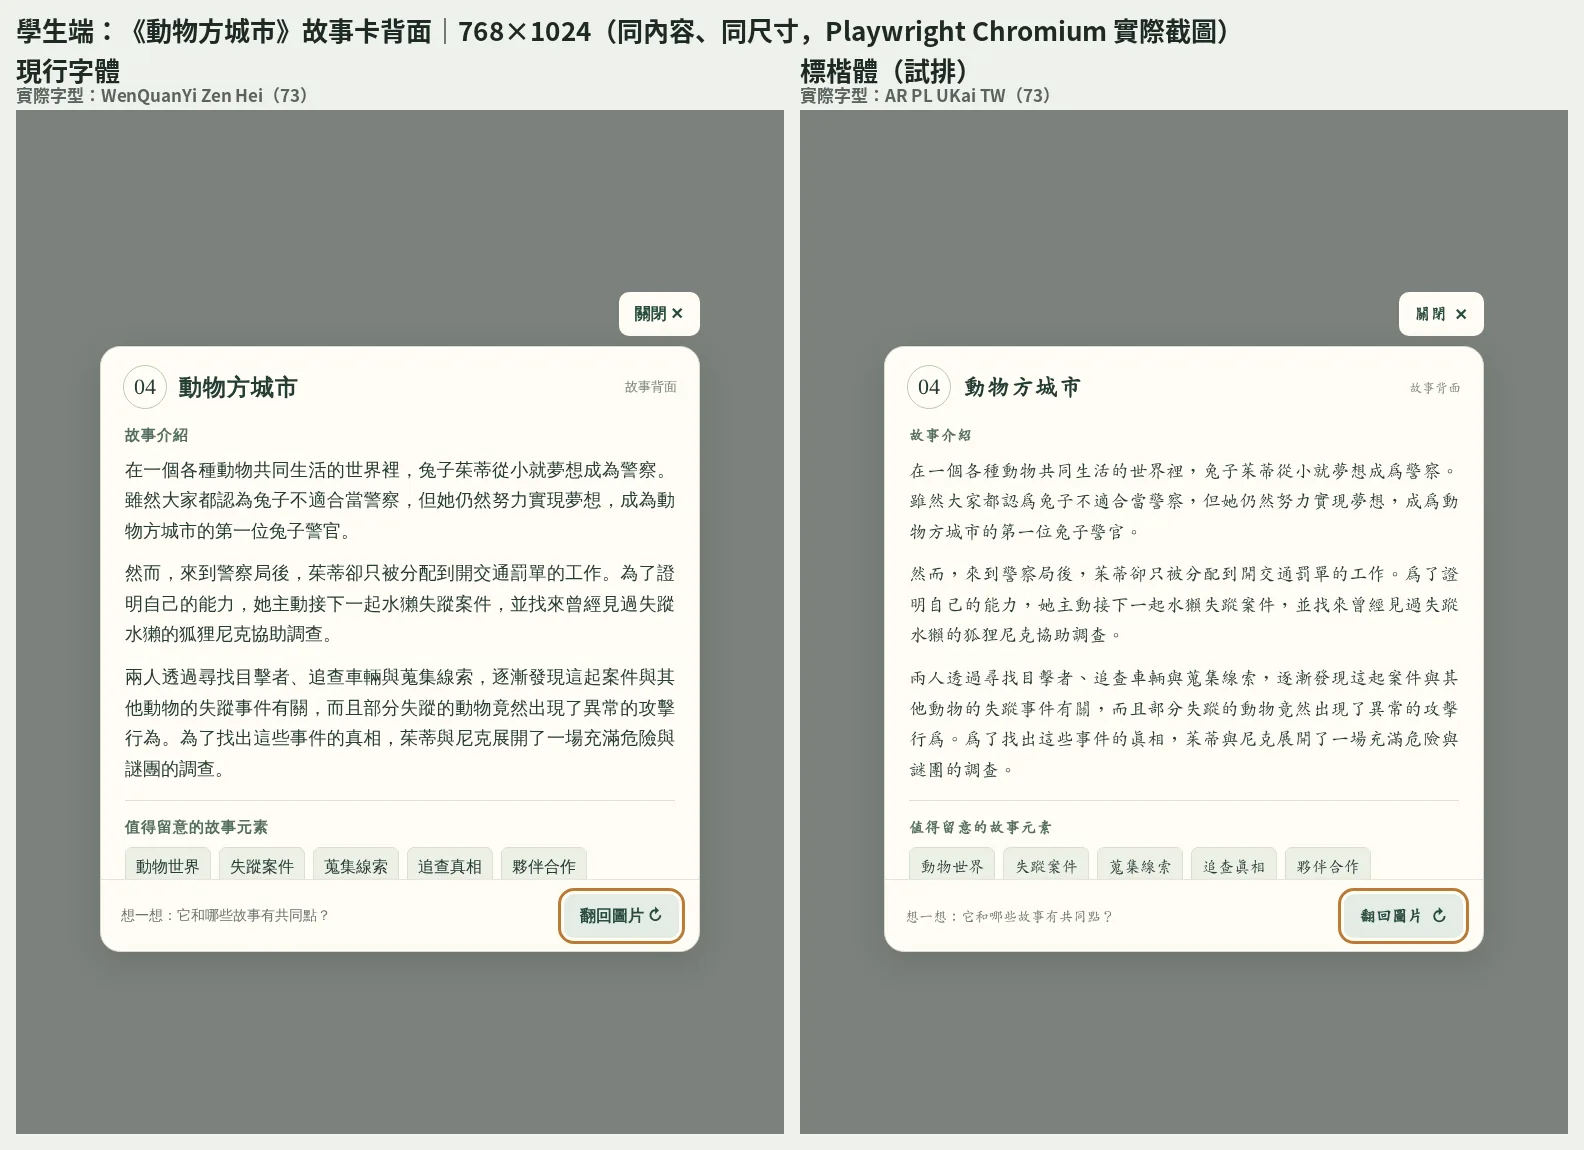 學生端：《動物方城市》故事卡背面｜768×1024（同內容、同尺寸，Playwright Chromium 實際截圖）
現行字體
實際字型：WenQuanYi Zen Hei（73）
關閉 ✕
04 動物方城市
故事背面
故事介紹
在一個各種動物共同生活的世界裡，兔子茱蒂從小就夢想成為警察。
雖然大家都認為兔子不適合當警察，但她仍然努力實現夢想，成為動
物方城市的第一位兔子警官。
然而，來到警察局後，茱蒂卻只被分配到開交通罰單的工作。為了證
明自己的能力，她主動接下一起水獺失蹤案件，並找來曾經見過失蹤
水獺的狐狸尼克協助調查。
兩人透過尋找目擊者、追查車輛與蒐集線索，逐漸發現這起案件與其
他動物的失蹤事件有關，而且部分失蹤的動物竟然出現了異常的攻擊
行為。為了找出這些事件的真相，茱蒂與尼克展開了一場充滿危險與
謎團的調查。
值得留意的故事元素
動物世界 失蹤案件 蒐集線索 追查真相 夥伴合作
想一想：它和哪些故事有共同點？
翻回圖片 ↻
標楷體（試排）
實際字型：AR PL UKai TW（73）
關閉 ✕
04 動物方城市
故事背面
故事介紹
在一個各種動物共同生活的世界裡，兔子茱蒂從小就夢想成為警察。
雖然大家都認為兔子不適合當警察，但她仍然努力實現夢想，成為動
物方城市的第一位兔子警官。
然而，來到警察局後，茱蒂卻只被分配到開交通罰單的工作。為了證
明自己的能力，她主動接下一起水獺失蹤案件，並找來曾經見過失蹤
水獺的狐狸尼克協助調查。
兩人透過尋找目擊者、追查車輛與蒐集線索，逐漸發現這起案件與其
他動物的失蹤事件有關，而且部分失蹤的動物竟然出現了異常的攻擊
行為。為了找出這些事件的真相，茱蒂與尼克展開了一場充滿危險與
謎團的調查。
值得留意的故事元素
動物世界 失蹤案件 蒐集線索 追查真相 夥伴合作
想一想：它和哪些故事有共同點？
翻回圖片 ↻